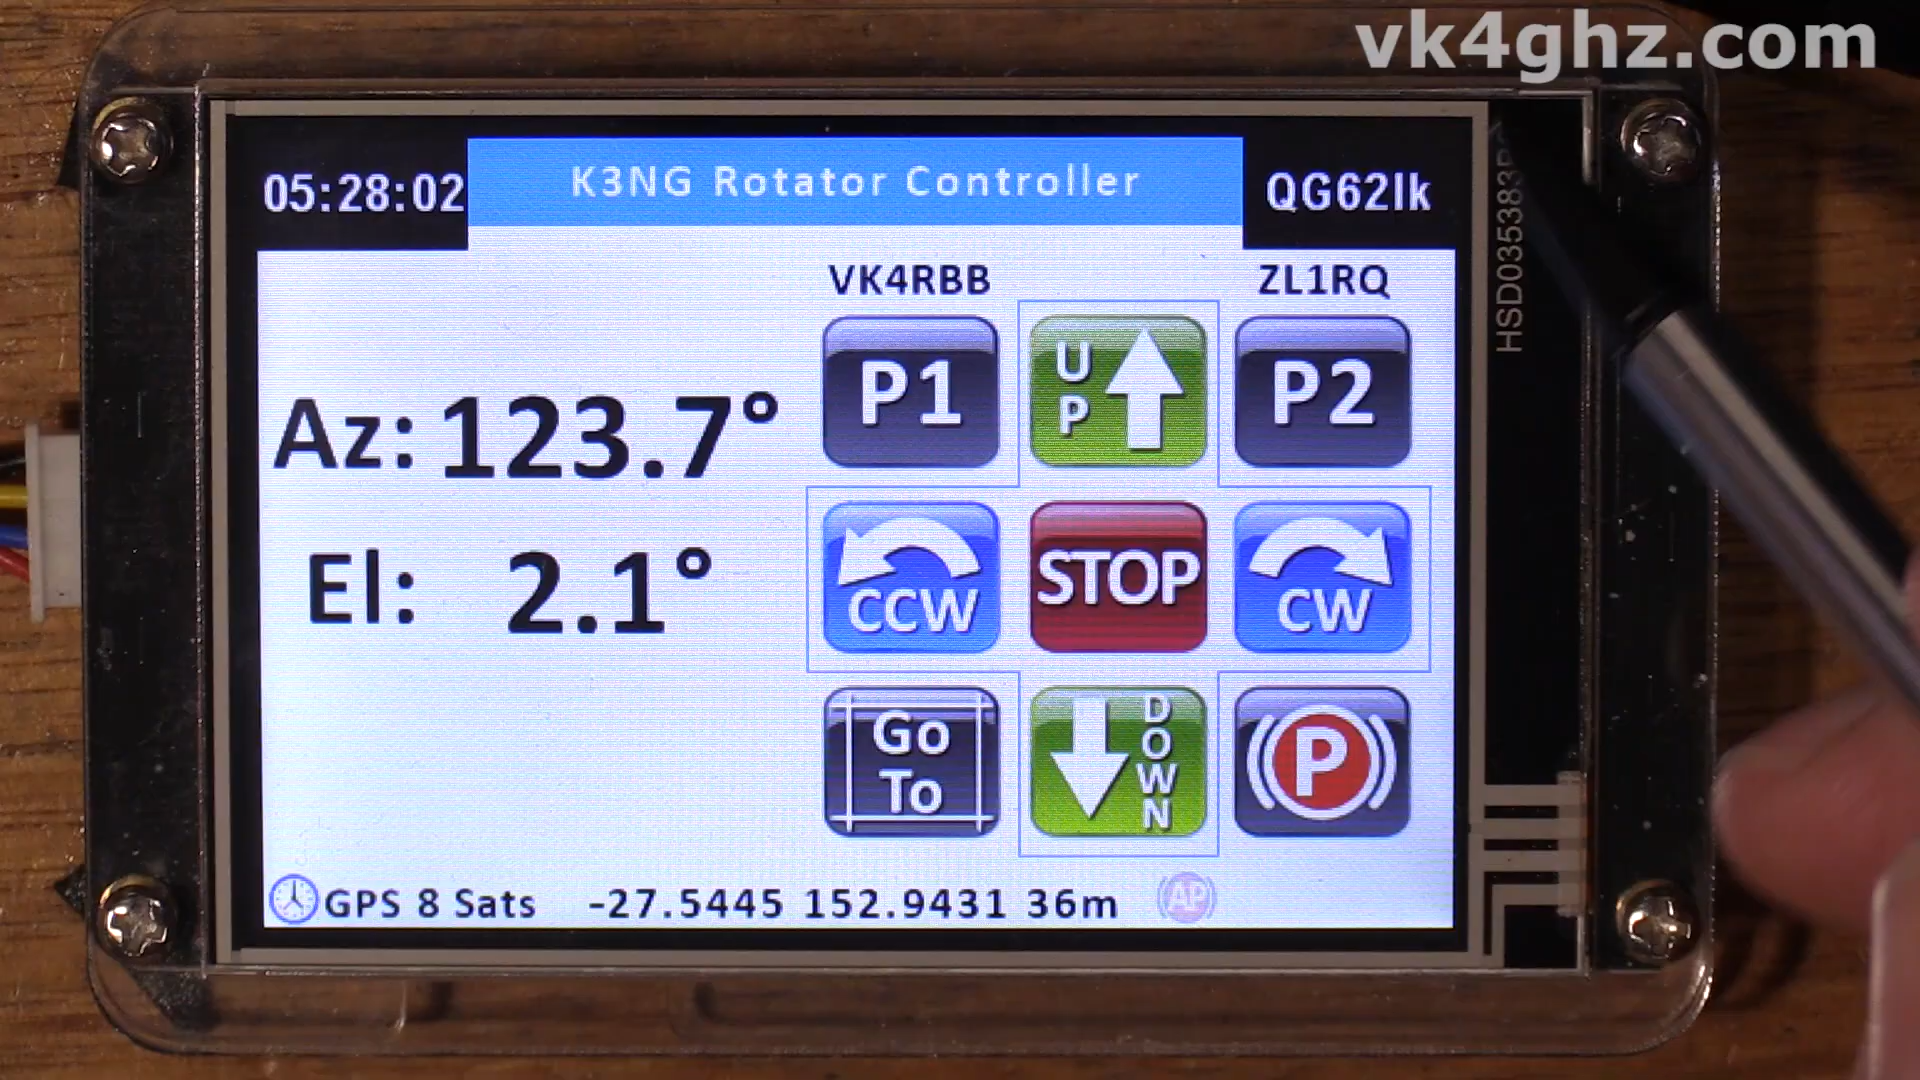 vk4ghz.com
05:28:02
K3NG Rotator Controller
QG62lk
VK4RBB
ZL1RQ
P1
UP
P2
Az: 123.7°
El: 2.1°
CCW
STOP
CW
Go
To
DOWN
P
GPS 8 Sats -27.5445 152.9431 36m AP